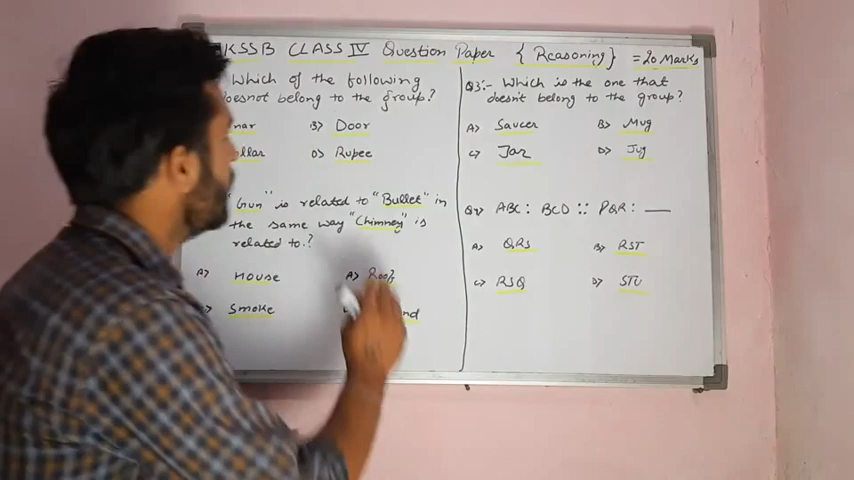 KSSB CLASS IV Question Paper { Reasoning } = 20 Marks
Which of the following
doesnot belong to the group?
B) Door
D) Rupee
"Gun" is related to "Bullet" in
the same way "Chimney" is
related to.?
A) House A) Roof
Smoke
Q3:- Which is the one that
doesn't belong to the group?
A) Saucer B) Mug
C) Jar D) Jug
ABC : BCD :: PQR : __
A) QRS B) RST
C) RSQ D) STU